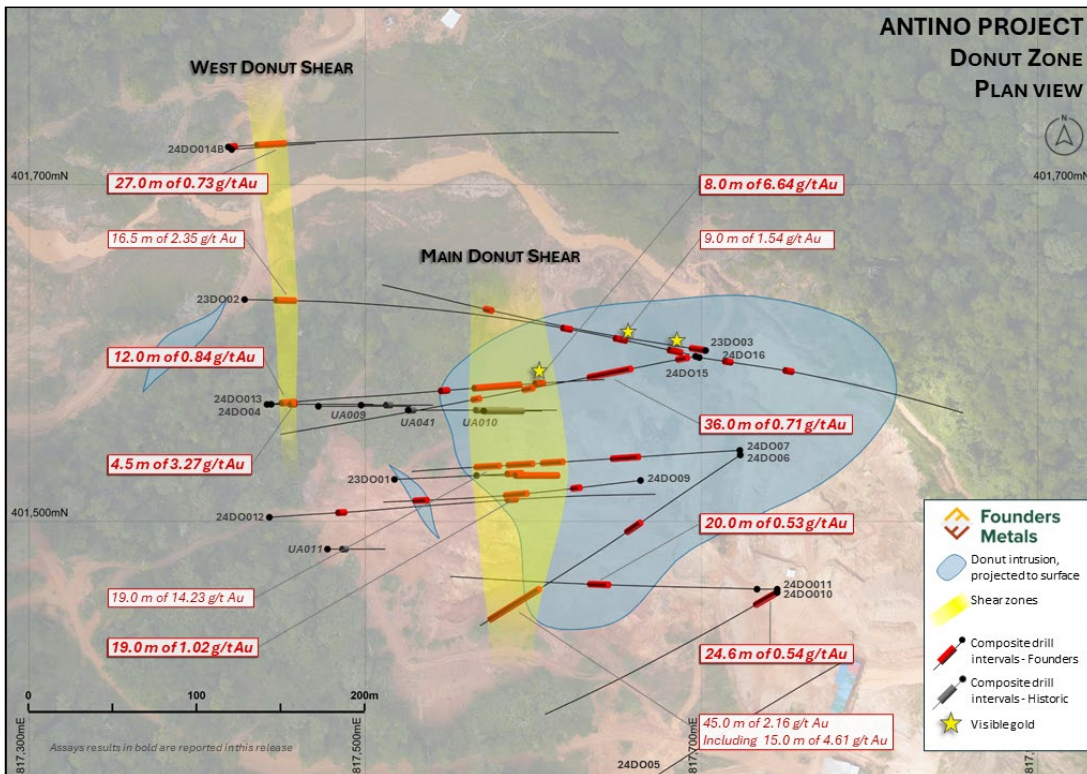 ANTINO PROJECT
DONUT ZONE
PLAN VIEW
N
WEST DONUT SHEAR
24DO014B
401,700mN
401,700mN
27.0 m of 0.73 g/t Au
8.0 m of 6.64 g/t Au
16.5 m of 2.35 g/t Au
9.0 m of 1.54 g/t Au
MAIN DONUT SHEAR
23DO02
23DO03
24DO16
24DO15
12.0 m of 0.84 g/t Au
24DO013
24DO04
UA009
UA041
UA010
36.0 m of 0.71 g/t Au
4.5 m of 3.27 g/t Au
24DO07
24DO06
23DO01
24DO09
24DO012
401,500mN
UA011
20.0 m of 0.53 g/t Au
24DO011
24DO010
19.0 m of 14.23 g/t Au
19.0 m of 1.02 g/t Au
24.6 m of 0.54 g/t Au
45.0 m of 2.16 g/t Au
Including 15.0 m of 4.61 g/t Au
24DO05
Founders
Metals
Donut intrusion,
projected to surface
Shear zones
Composite drill
intervals - Founders
Composite drill
intervals - Historic
Visible gold
0
100
200m
Assays results in bold are reported in this release
817,300mE
817,500mE
817,700mE